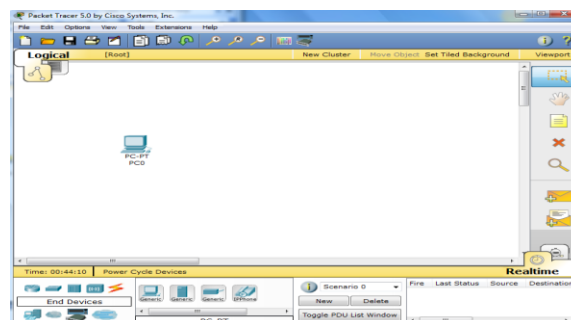 Packet Tracer 5.0 by Cisco Systems, Inc.
File Edit Options View Tools Extensions Help
Logical [Root] New Cluster Move Object Set Tiled Background Viewport
PC-PT
PC0
Time: 00:44:10 Power Cycle Devices Realtime
End Devices
Generic Generic Generic IPPhone
PC-PT
Scenario 0
New Delete
Toggle PDU List Window
Fire Last Status Source Destination